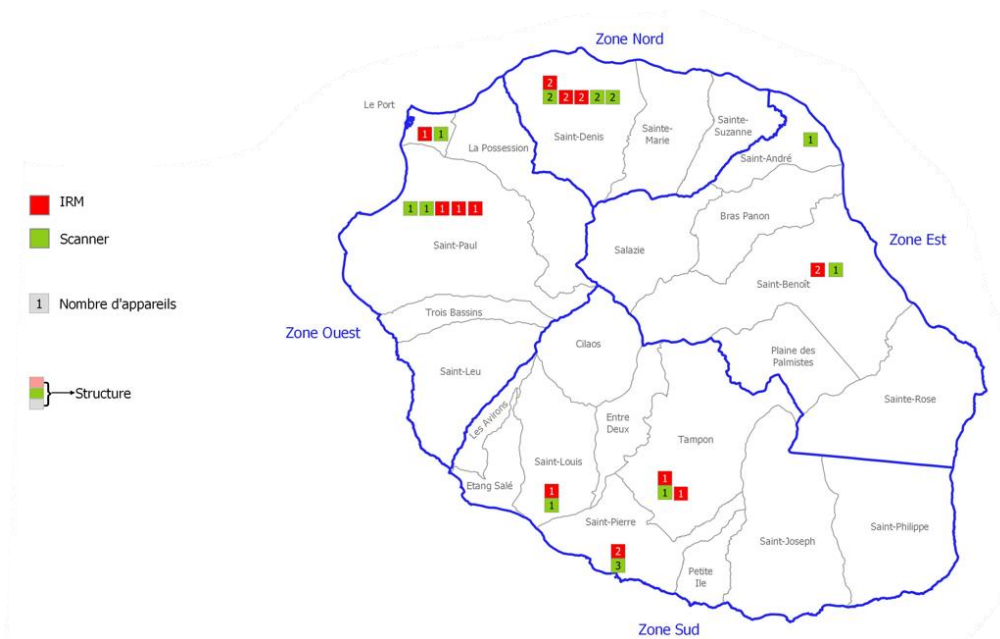 Zone Nord
2
2 2 2 2 2
Le Port
Saint-Denis
Sainte-
Marie
Sainte-
Suzanne
1 1
La Possession
1
Saint-André
IRM
Scanner
1 1 1 1 1
Saint-Paul
Bras Panon
Salazie
Zone Est
2 1
Saint-Benoît
1 Nombre d'appareils
Trois Bassins
Zone Ouest
Cilaos
Plaine des
Palmistes
Saint-Leu
Structure
Sainte-Rose
Les Avirons
Entre
Deux
Tampon
Saint-Louis
1
1
Etang Salé
1
1 1
Saint-Pierre
2
3
Saint-Joseph
Saint-Philippe
Petite
Ile
Zone Sud